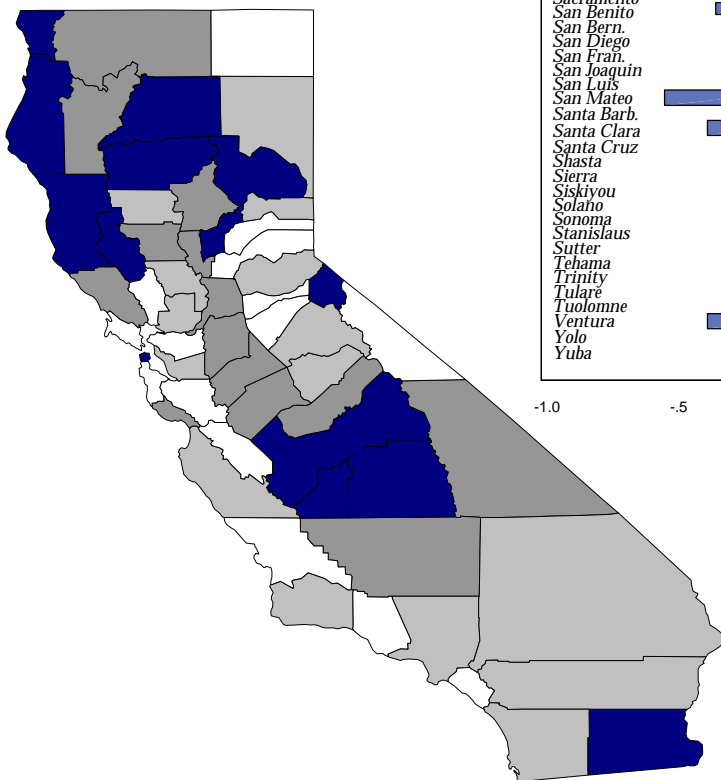 Sacramento
San Benito
San Bern.
San Diego
San Fran.
San Joaquin
San Luis
San Mateo
Santa Barb.
Santa Clara
Santa Cruz
Shasta
Sierra
Siskiyou
Solano
Sonoma
Stanislaus
Sutter
Tehama
Trinity
Tulare
Tuolomne
Ventura
Yolo
Yuba
-1.0 -.5